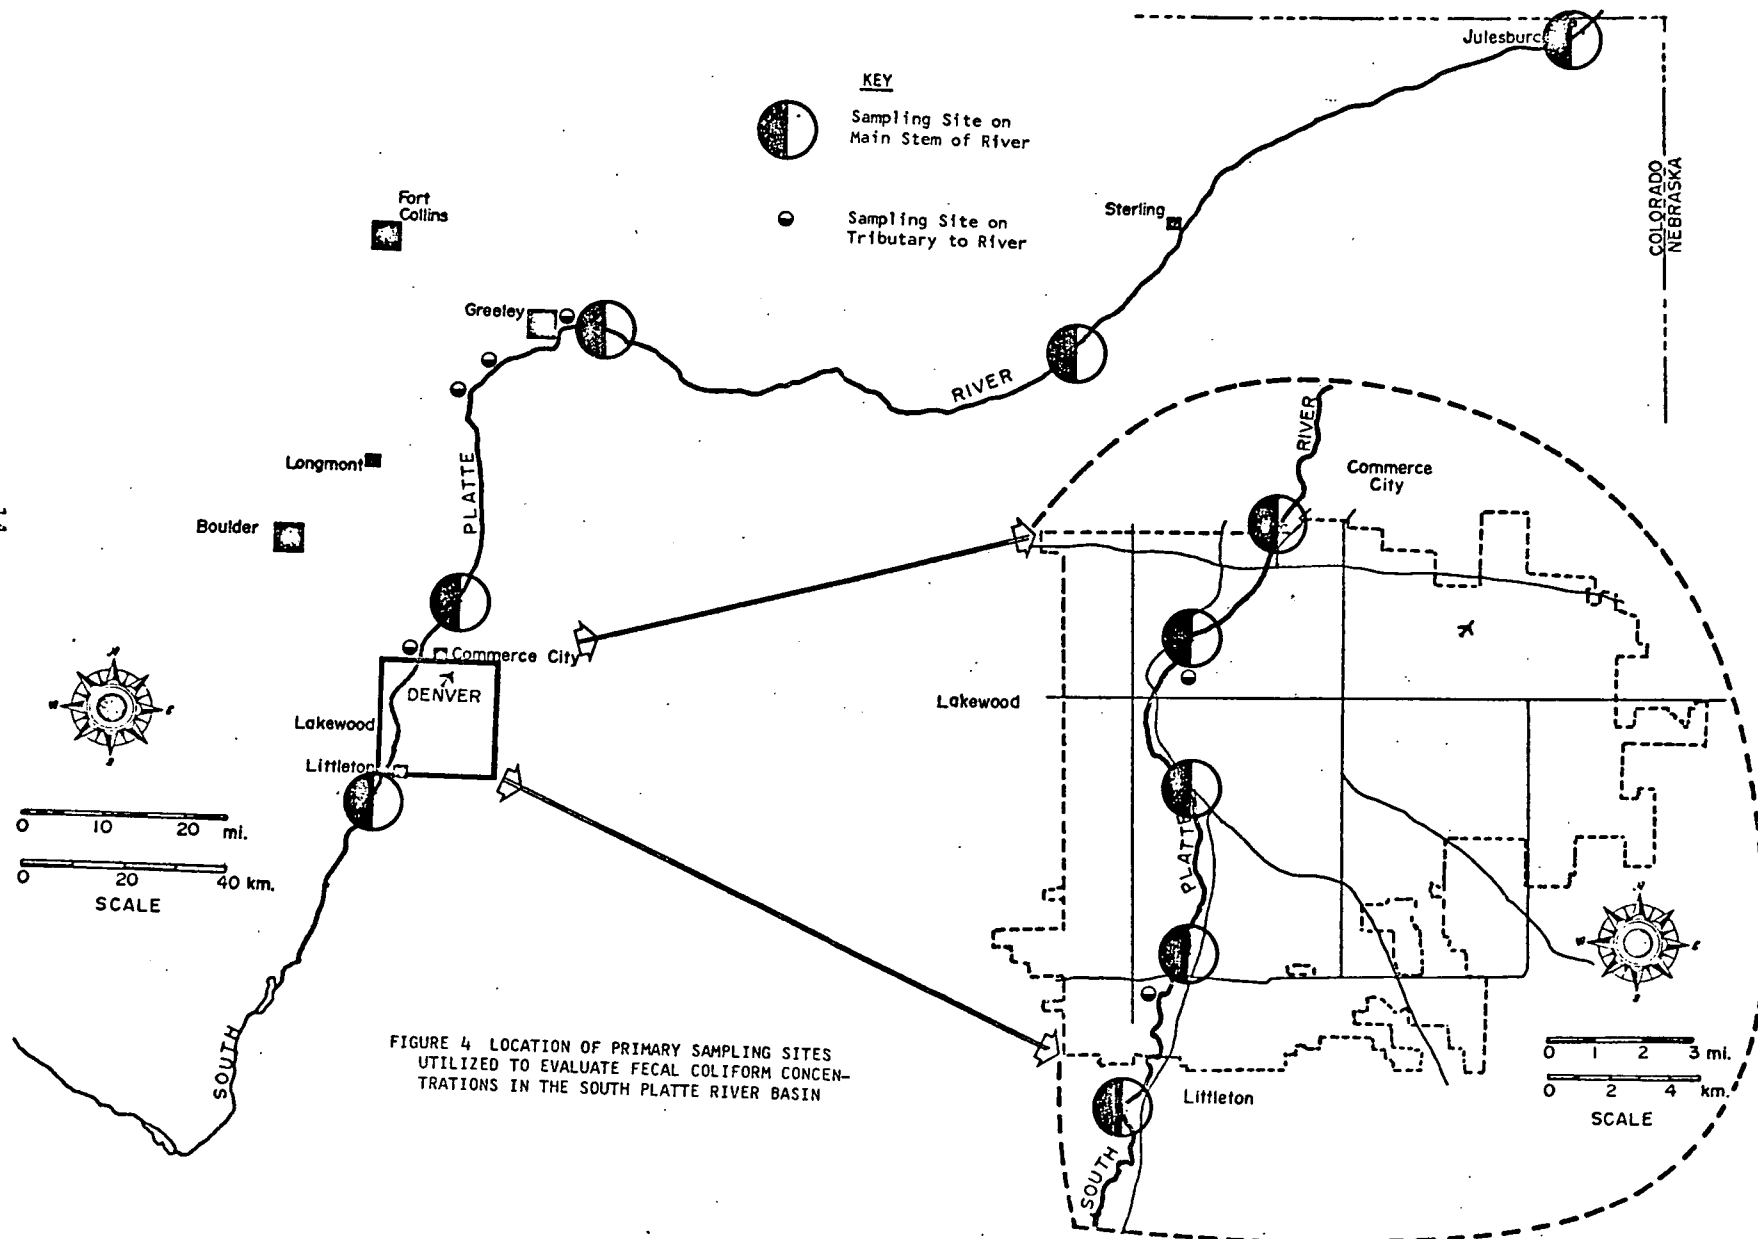 Julesburg
KEY
Sampling Site on
Main Stem of River
Sampling Site on
Tributary to River
COLORADO
NEBRASKA
Fort
Collins
Sterling
Greeley
RIVER
Longmont
PLATTE
Boulder
Commerce City
DENVER
Lakewood
Littleton
N
W
E
S
0 10 20 mi.
0 20 40 km.
SCALE
SOUTH
FIGURE 4 LOCATION OF PRIMARY SAMPLING SITES
UTILIZED TO EVALUATE FECAL COLIFORM CONCEN-
TRATIONS IN THE SOUTH PLATTE RIVER BASIN
RIVER
Commerce
City
Lakewood
PLATTE
N
W
E
S
Littleton
SOUTH
0 1 2 3 mi.
0 2 4 km.
SCALE